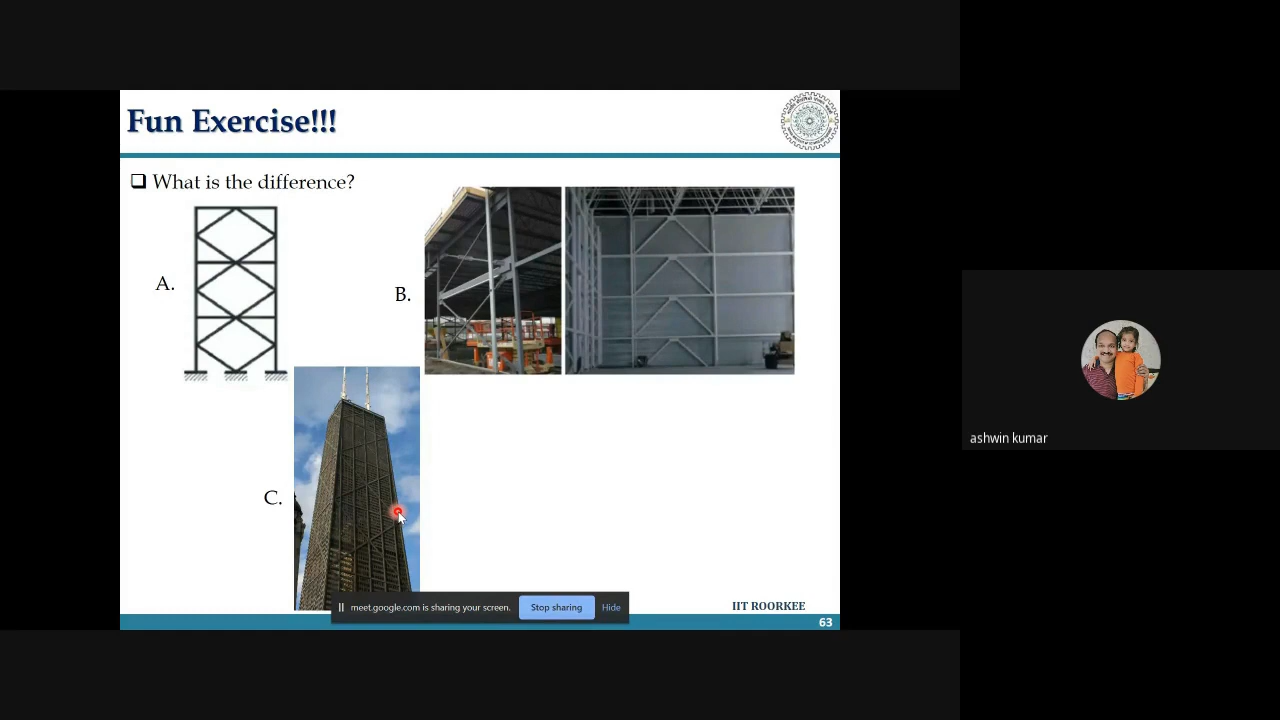 Fun Exercise!!!
❑ What is the difference?
A.
B.
C.
ashwin kumar
meet.google.com is sharing your screen. Stop sharing Hide
IIT ROORKEE
63